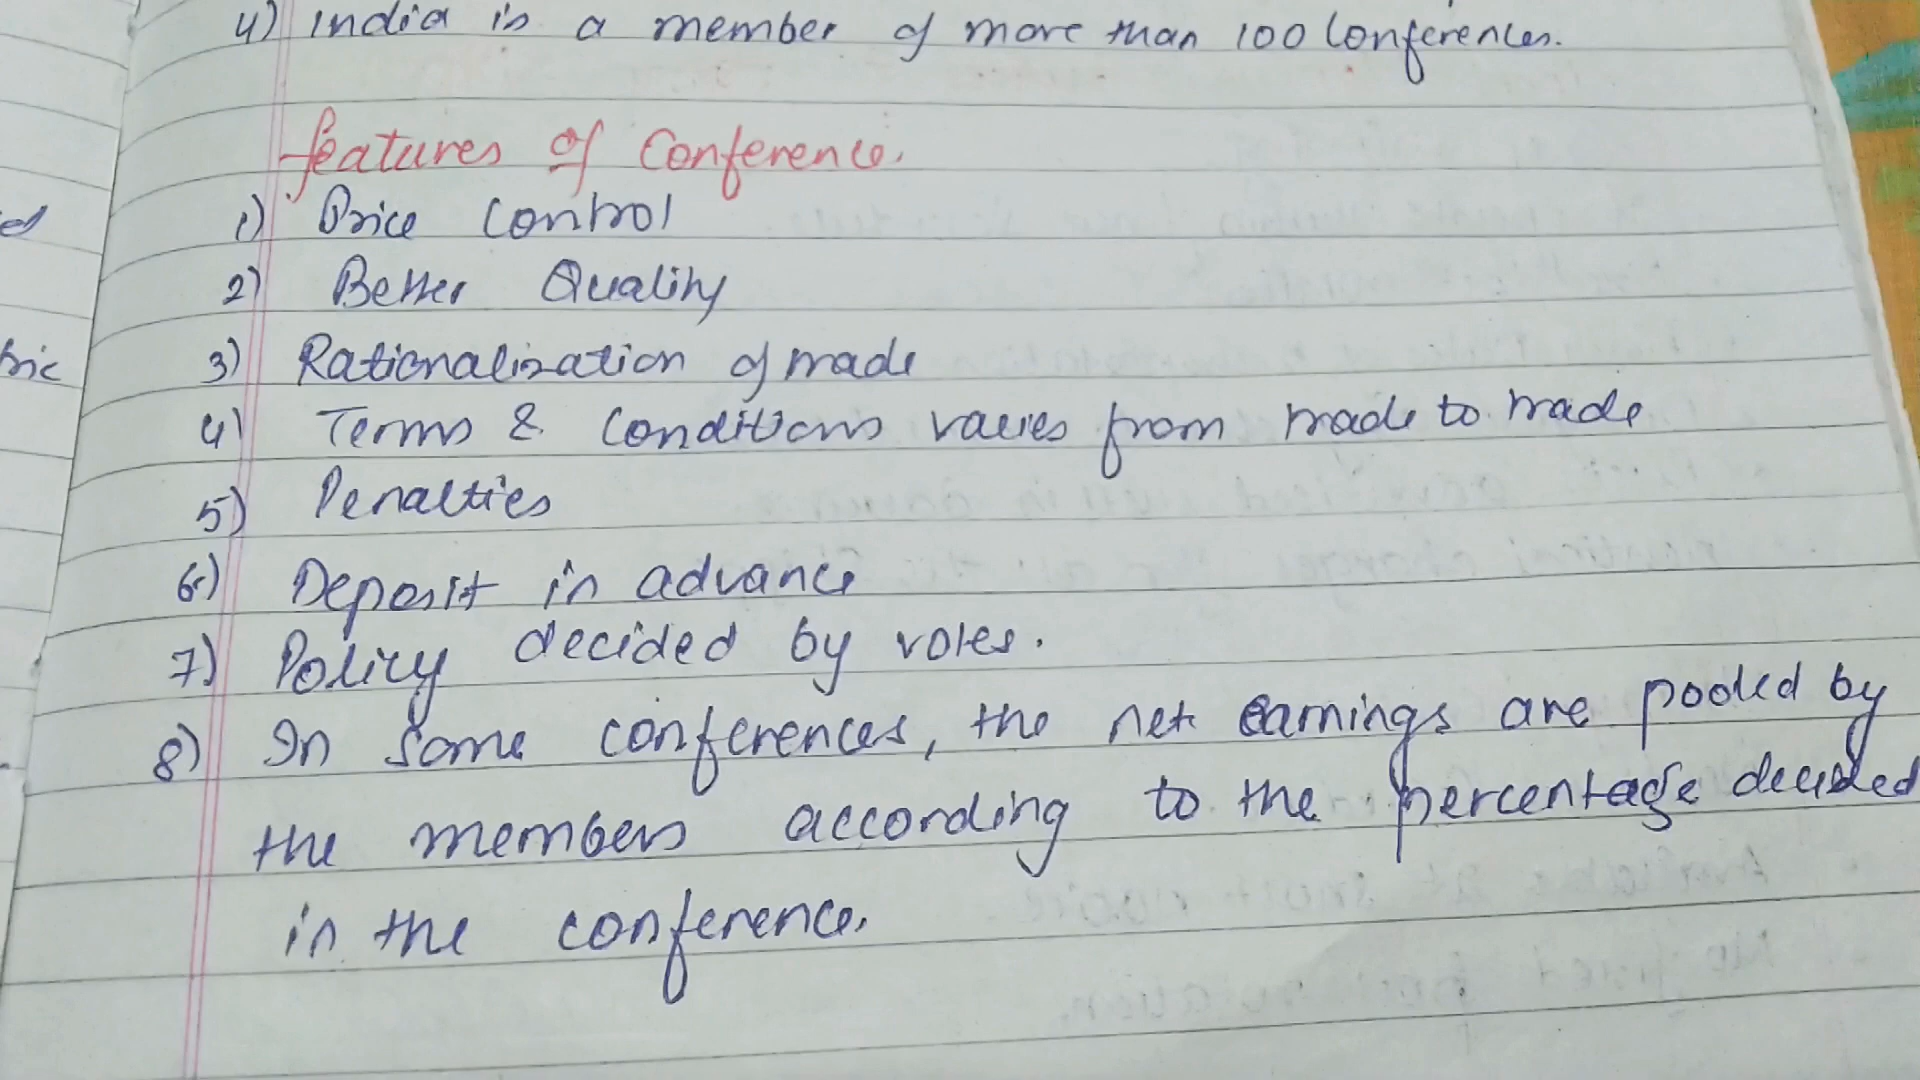 4) India is a member of more than 100 Conferences.
features of Conference.
1) Price Control
2) Better Quality
3) Rationalization of trade
4) Terms & Conditions varies from trade to trade
5) Penalties
6) Deposit in advance
7) Policy decided by votes.
8) In some conferences, the net earnings are pooled by
the members according to the percentage decided
in the conference.